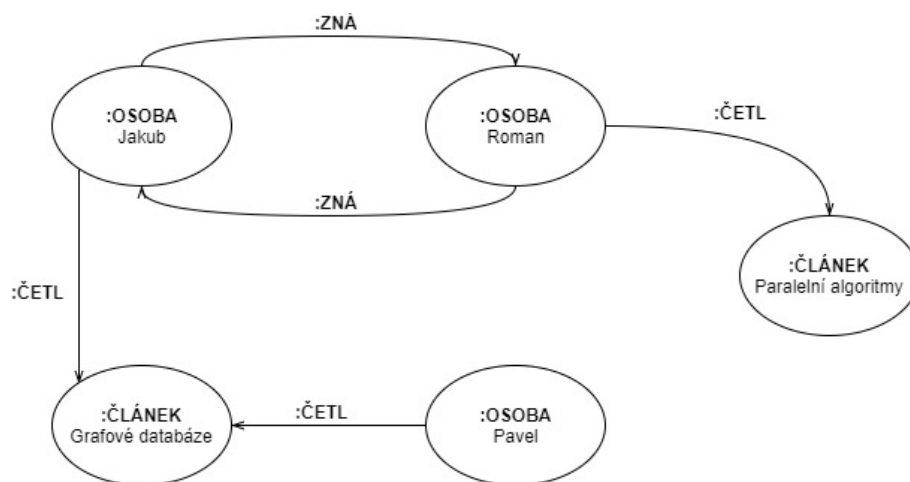 :ZNÁ
:OSOBA
Jakub
:OSOBA
Roman
:ČETL
:ZNÁ
:ČLÁNEK
Paralelní algoritmy
:ČETL
:ČLÁNEK
Grafové databáze
:ČETL
:OSOBA
Pavel